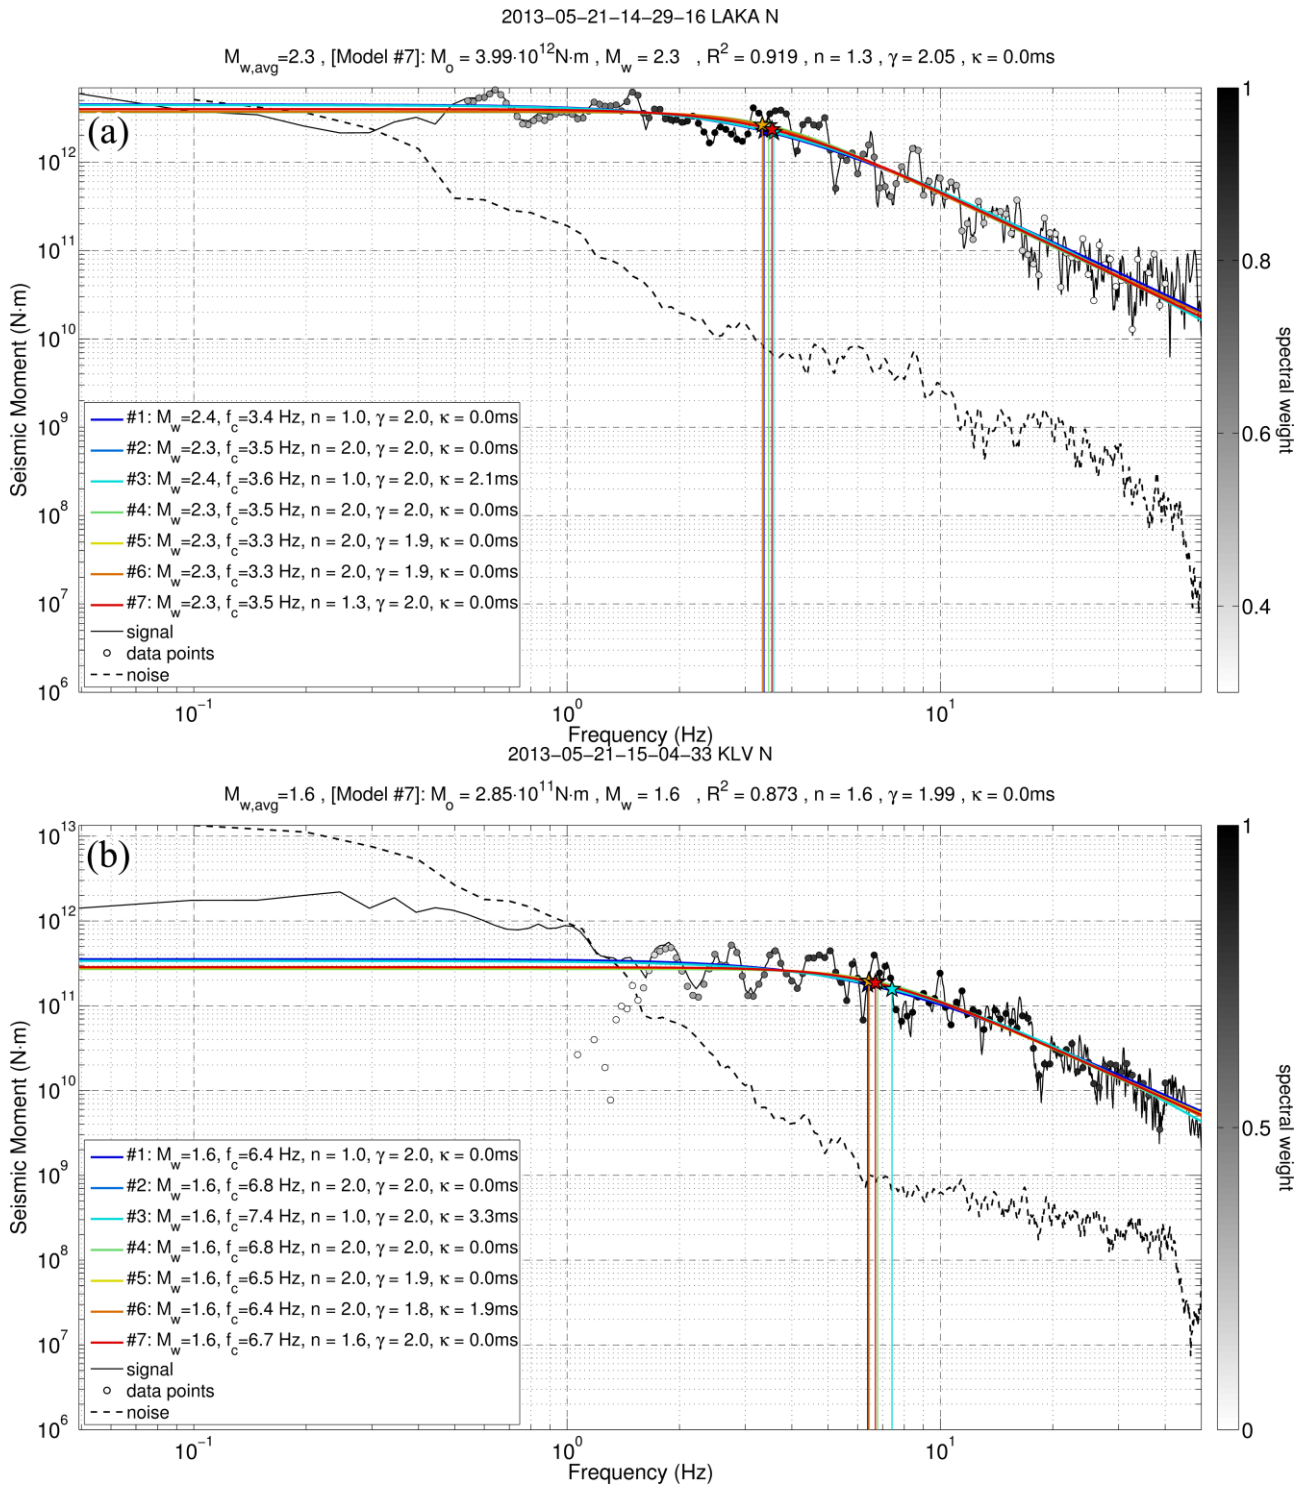 2013−05−21−14−29−16 LAKA N
M_w,avg=2.3 , [Model #7]: M_o = 3.99·10^12 N·m , M_w = 2.3 , R^2 = 0.919 , n = 1.3 , γ = 2.05 , κ = 0.0ms
(a)
10^12
10^11
10^10
10^9
10^8
10^7
10^6
Seismic Moment (N·m)
#1: M_w=2.4, f_c=3.4 Hz, n = 1.0, γ = 2.0, κ = 0.0ms
#2: M_w=2.3, f_c=3.5 Hz, n = 2.0, γ = 2.0, κ = 0.0ms
#3: M_w=2.4, f_c=3.6 Hz, n = 1.0, γ = 2.0, κ = 2.1ms
#4: M_w=2.3, f_c=3.5 Hz, n = 2.0, γ = 2.0, κ = 0.0ms
#5: M_w=2.3, f_c=3.3 Hz, n = 2.0, γ = 1.9, κ = 0.0ms
#6: M_w=2.3, f_c=3.3 Hz, n = 2.0, γ = 1.9, κ = 0.0ms
#7: M_w=2.3, f_c=3.5 Hz, n = 1.3, γ = 2.0, κ = 0.0ms
signal
data points
noise
10^−1 10^0 10^1
Frequency (Hz)
1
0.8
0.6
0.4
spectral weight
2013−05−21−15−04−33 KLV N
M_w,avg=1.6 , [Model #7]: M_o = 2.85·10^11 N·m , M_w = 1.6 , R^2 = 0.873 , n = 1.6 , γ = 1.99 , κ = 0.0ms
(b)
10^13
10^12
10^11
10^10
10^9
10^8
10^7
10^6
Seismic Moment (N·m)
#1: M_w=1.6, f_c=6.4 Hz, n = 1.0, γ = 2.0, κ = 0.0ms
#2: M_w=1.6, f_c=6.8 Hz, n = 2.0, γ = 2.0, κ = 0.0ms
#3: M_w=1.6, f_c=7.4 Hz, n = 1.0, γ = 2.0, κ = 3.3ms
#4: M_w=1.6, f_c=6.8 Hz, n = 2.0, γ = 2.0, κ = 0.0ms
#5: M_w=1.6, f_c=6.5 Hz, n = 2.0, γ = 1.9, κ = 0.0ms
#6: M_w=1.6, f_c=6.4 Hz, n = 2.0, γ = 1.8, κ = 1.9ms
#7: M_w=1.6, f_c=6.7 Hz, n = 1.6, γ = 2.0, κ = 0.0ms
signal
data points
noise
10^−1 10^0 10^1
Frequency (Hz)
1
0.5
0
spectral weight